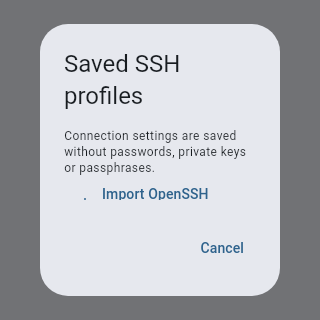 Saved SSH
profiles
Connection settings are saved
without passwords, private keys
or passphrases.
Import OpenSSH
Cancel